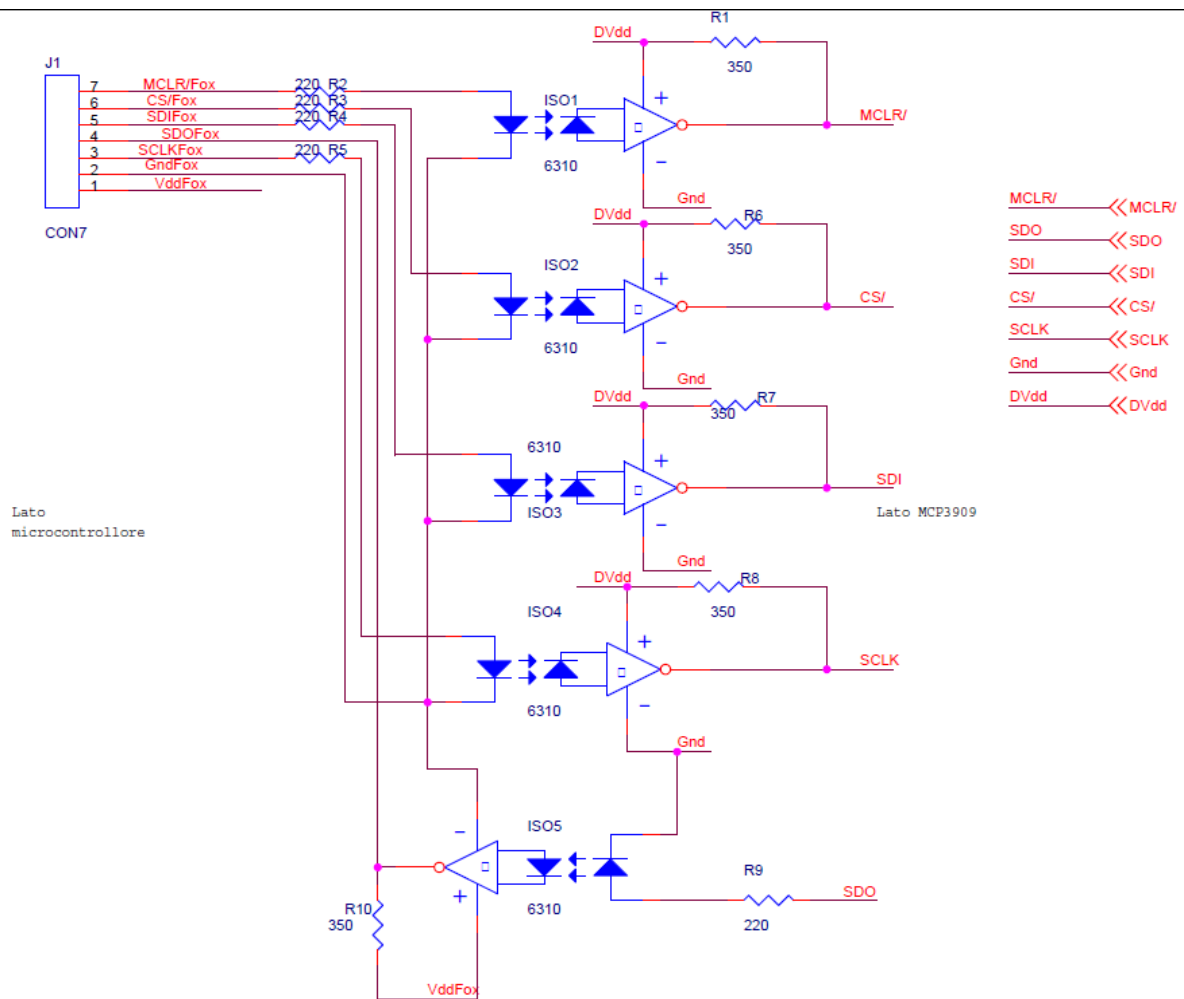 R1
DVdd
350
J1
7 MCLR/Fox 220 R2
6 CS/Fox 220 R3
5 SDIFox 220 R4
4 SDOFox
3 SCLKFox 220 R5
2 GndFox
1 VddFox
CON7
ISO1
MCLR/
+
−
6310
Gnd
DVdd
R6
350
ISO2
CS/
+
−
6310
Gnd
DVdd
R7
350
6310
+
−
SDI
ISO3
Gnd
DVdd
R8
350
ISO4
+
−
SCLK
6310
Gnd
ISO5
−
+
6310
R9
SDO
220
R10
350
VddFox
MCLR/ MCLR/
SDO SDO
SDI SDI
CS/ CS/
SCLK SCLK
Gnd Gnd
DVdd DVdd
Lato
microcontrollore
Lato MCP3909